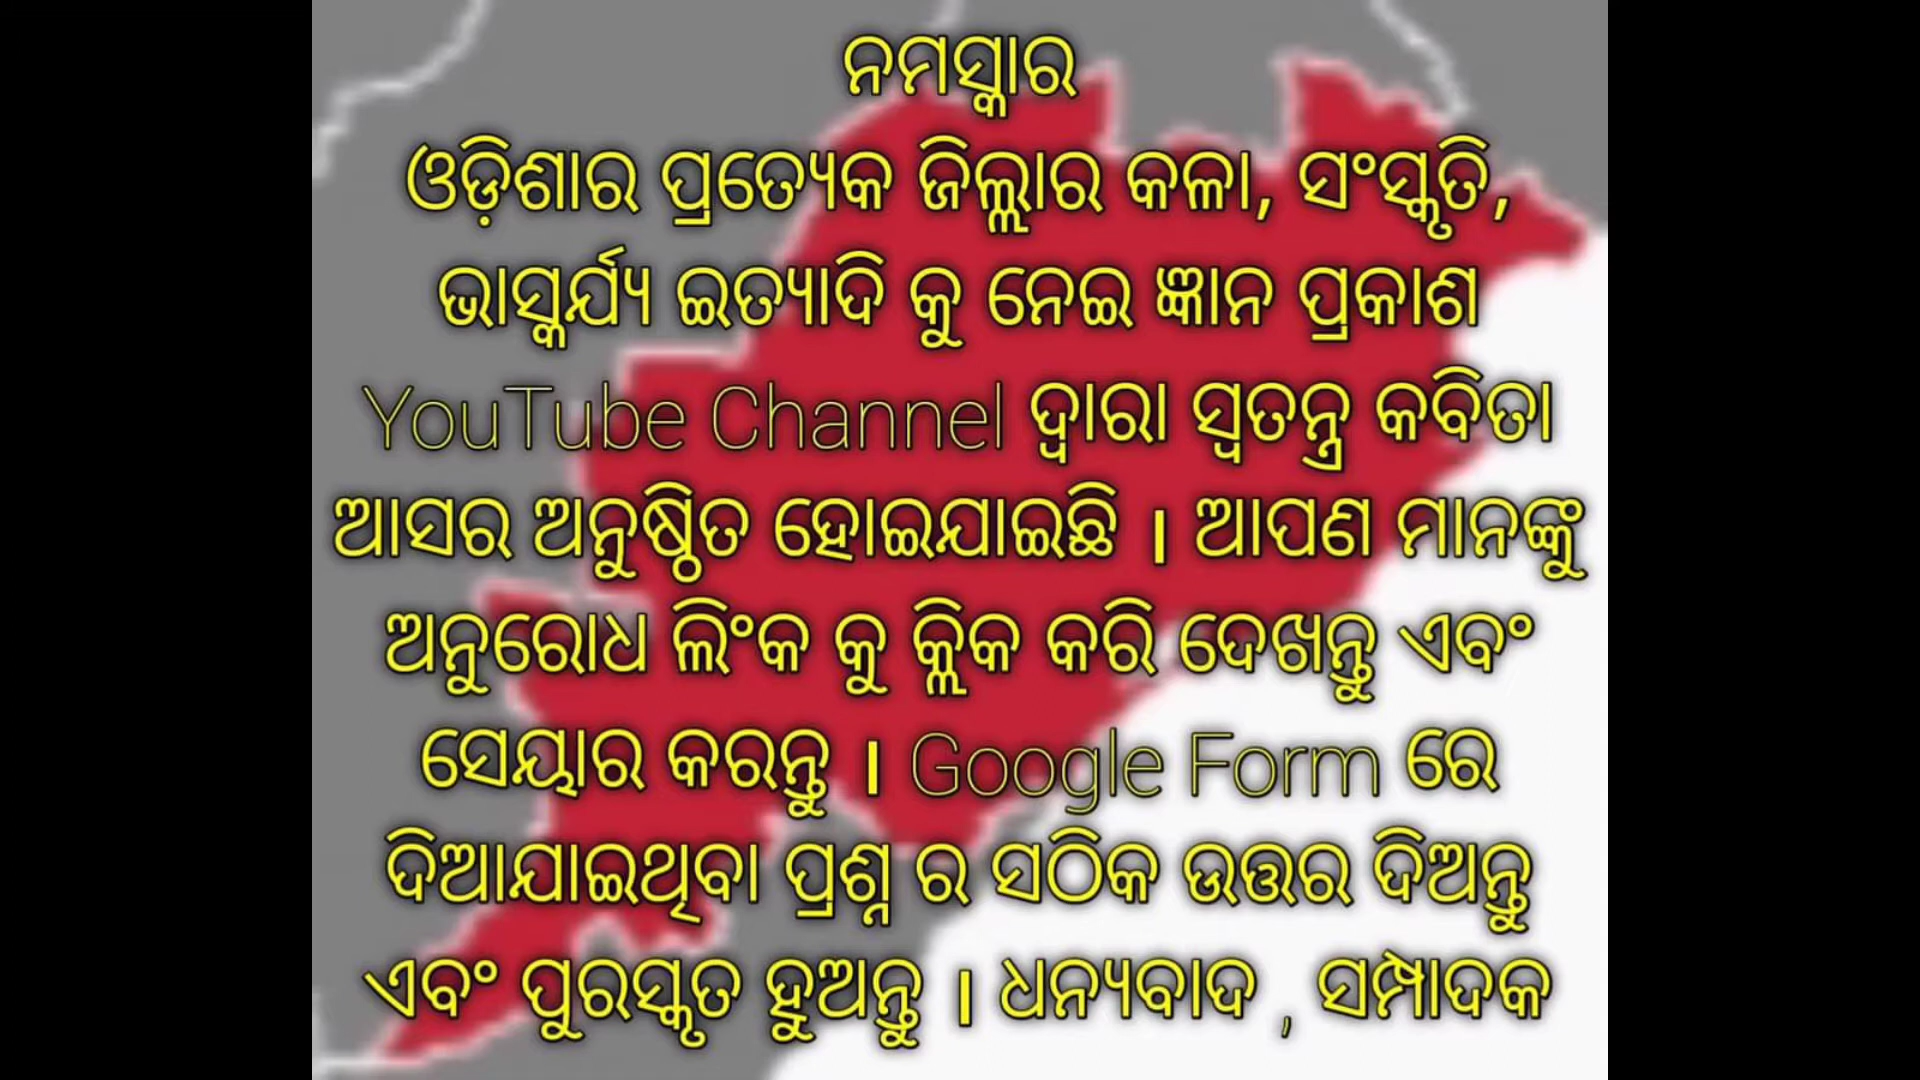 ନମସ୍କାର
ଓଡ଼ିଶାର ପ୍ରତ୍ୟେକ ଜିଲ୍ଲାର କଳା, ସଂସ୍କୃତି,
ଭାସ୍କର୍ଯ୍ୟ ଇତ୍ୟାଦି କୁ ନେଇ ଜ୍ଞାନ ପ୍ରକାଶ
YouTube Channel ଦ୍ଵାରା ସ୍ଵତନ୍ତ୍ର କବିତା
ଆସର ଅନୁଷ୍ଠିତ ହୋଇଯାଇଛି । ଆପଣ ମାନଙ୍କୁ
ଅନୁରୋଧ ଲିଂକ କୁ କ୍ଲିକ କରି ଦେଖନ୍ତୁ ଏବଂ
ସେୟାର କରନ୍ତୁ । Google Form ରେ
ଦିଆଯାଇଥିବା ପ୍ରଶ୍ନ ର ସଠିକ ଉତ୍ତର ଦିଅନ୍ତୁ
ଏବଂ ପୁରସ୍କୃତ ହୁଅନ୍ତୁ । ଧନ୍ୟବାଦ , ସମ୍ପାଦକ